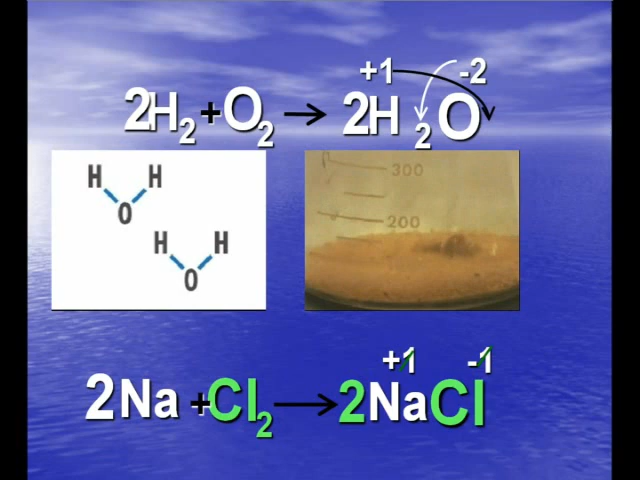 +1 -2
2H2 + O2 → 2H2O
H H
O
H H
O
300
200
+1 -1
2Na + Cl2 → 2NaCl